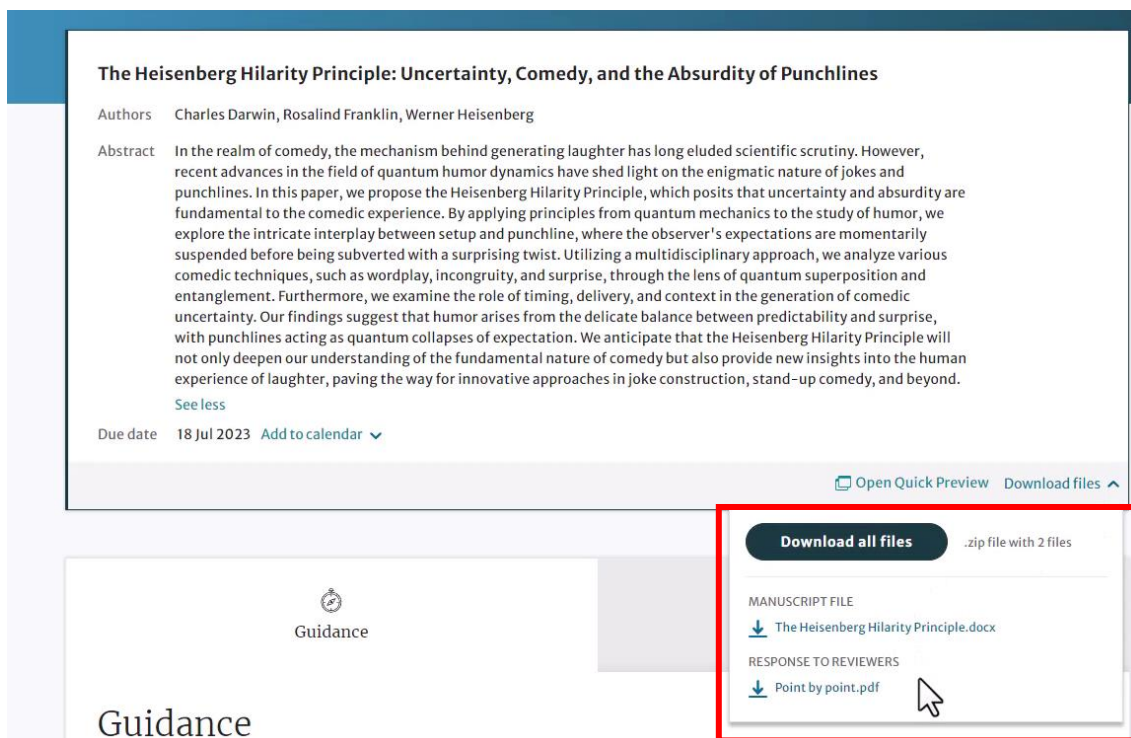 The Heisenberg Hilarity Principle: Uncertainty, Comedy, and the Absurdity of Punchlines
Authors Charles Darwin, Rosalind Franklin, Werner Heisenberg
Abstract In the realm of comedy, the mechanism behind generating laughter has long eluded scientific scrutiny. However,
recent advances in the field of quantum humor dynamics have shed light on the enigmatic nature of jokes and
punchlines. In this paper, we propose the Heisenberg Hilarity Principle, which posits that uncertainty and absurdity are
fundamental to the comedic experience. By applying principles from quantum mechanics to the study of humor, we
explore the intricate interplay between setup and punchline, where the observer's expectations are momentarily
suspended before being subverted with a surprising twist. Utilizing a multidisciplinary approach, we analyze various
comedic techniques, such as wordplay, incongruity, and surprise, through the lens of quantum superposition and
entanglement. Furthermore, we examine the role of timing, delivery, and context in the generation of comedic
uncertainty. Our findings suggest that humor arises from the delicate balance between predictability and surprise,
with punchlines acting as quantum collapses of expectation. We anticipate that the Heisenberg Hilarity Principle will
not only deepen our understanding of the fundamental nature of comedy but also provide new insights into the human
experience of laughter, paving the way for innovative approaches in joke construction, stand-up comedy, and beyond.
See less
Due date 18 Jul 2023 Add to calendar
Open Quick Preview Download files
Download all files .zip file with 2 files
MANUSCRIPT FILE
The Heisenberg Hilarity Principle.docx
RESPONSE TO REVIEWERS
Point by point.pdf
Guidance
Guidance